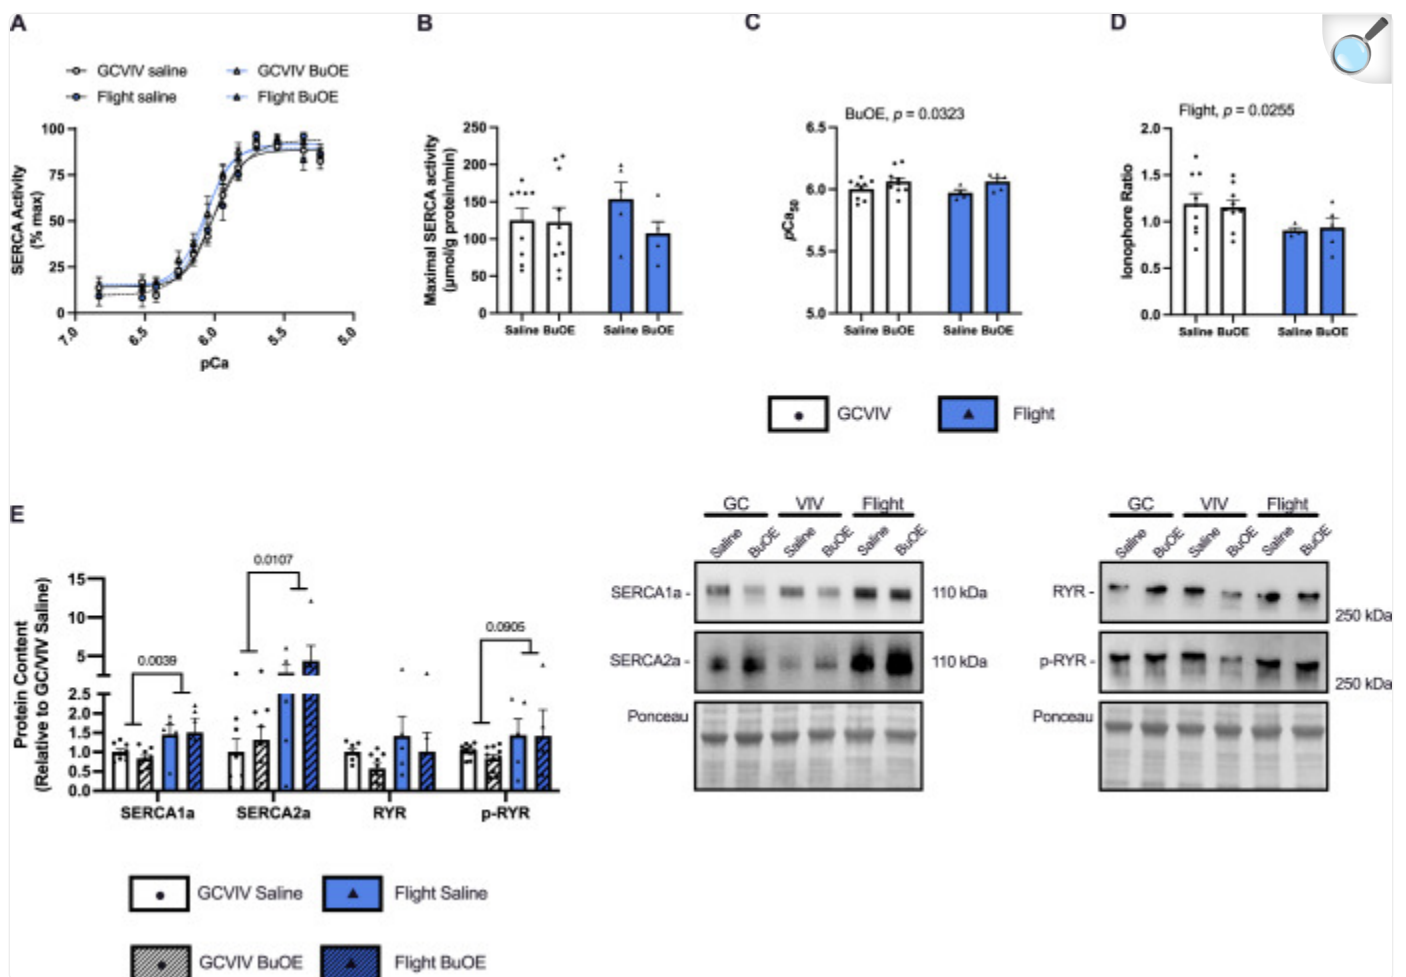 A
B
C
D
GCVIV saline
GCVIV BuOE
Flight saline
Flight BuOE
100
75
50
25
0
SERCA Activity
(% max)
7.0
6.5
6.0
5.5
5.0
pCa
250
200
150
100
50
0
Maximal SERCA activity
(µmol/g protein/min)
Saline BuOE
Saline BuOE
BuOE, p = 0.0323
6.5
6.0
5.5
5.0
pCa50
Saline BuOE
Saline BuOE
Flight, p = 0.0255
2.0
1.5
1.0
0.5
0.0
Ionophore Ratio
Saline BuOE
Saline BuOE
GCVIV
Flight
E
15
10
5
2.5
2.0
1.5
1.0
0.5
0.0
Protein Content
(Relative to GC/VIV Saline)
0.0039
0.0107
0.0905
SERCA1a
SERCA2a
RYR
p-RYR
GCVIV Saline
Flight Saline
GCVIV BuOE
Flight BuOE
GC
VIV
Flight
Saline
BuOE
Saline
BuOE
Saline
BuOE
SERCA1a -
110 kDa
SERCA2a -
110 kDa
Ponceau
GC
VIV
Flight
Saline
BuOE
Saline
BuOE
Saline
BuOE
RYR -
250 kDa
p-RYR -
250 kDa
Ponceau